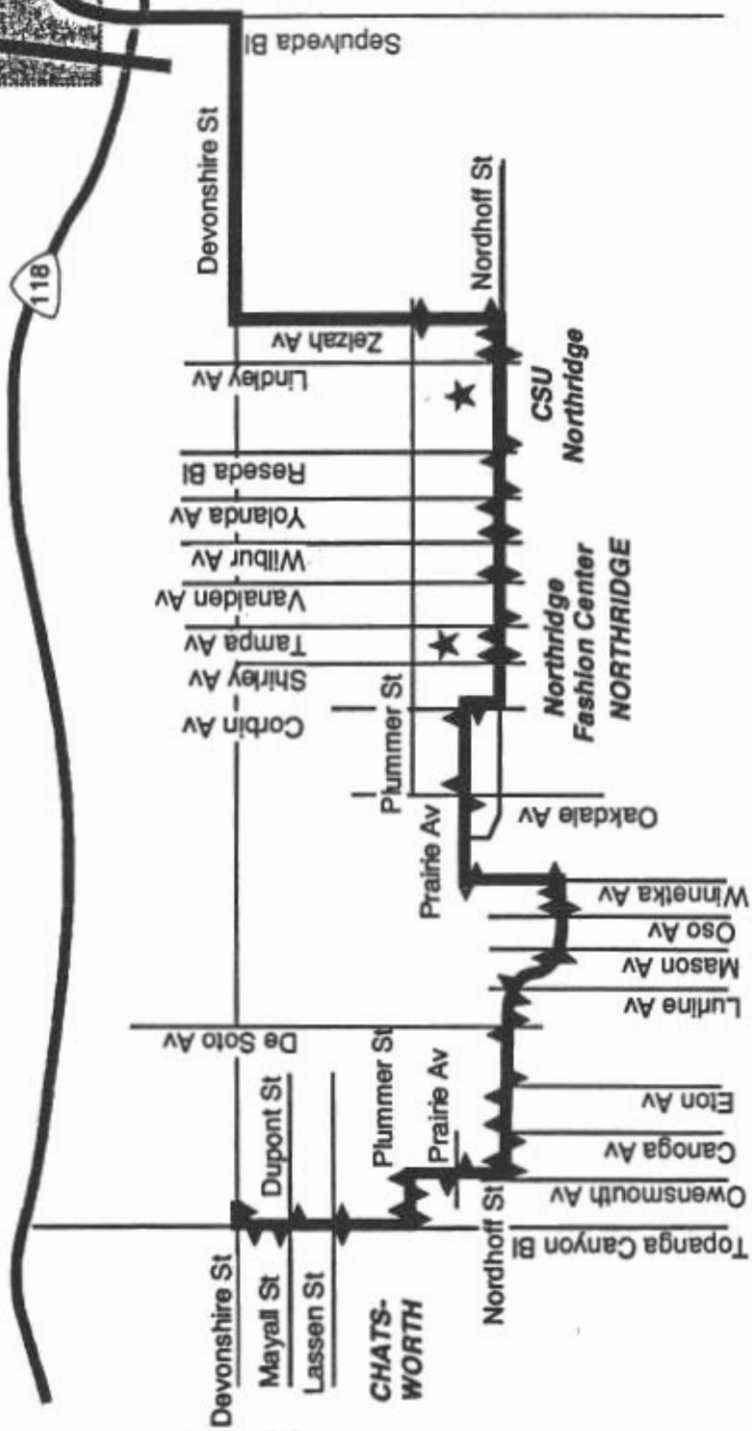 118
Sepulveda Bl
Devonshire St
Nordhoff St
Zelzah Av
Lindley Av
Reseda Bl
Yolanda Av
Wilbur Av
Vanalden Av
Tampa Av
Shirley Av
Corbin Av
CSU
Northridge
Northridge
Fashion Center
NORTHRIDGE
Plummer St
Oakdale Av
Prairie Av
Winnetka Av
Oso Av
Mason Av
Lurline Av
De Soto Av
Eton Av
Canoga Av
Owensmouth Av
Topanga Canyon Bl
Plummer St
Prairie Av
Nordhoff St
Dupont St
Devonshire St
Mayall St
Lassen St
CHATS-
WORTH